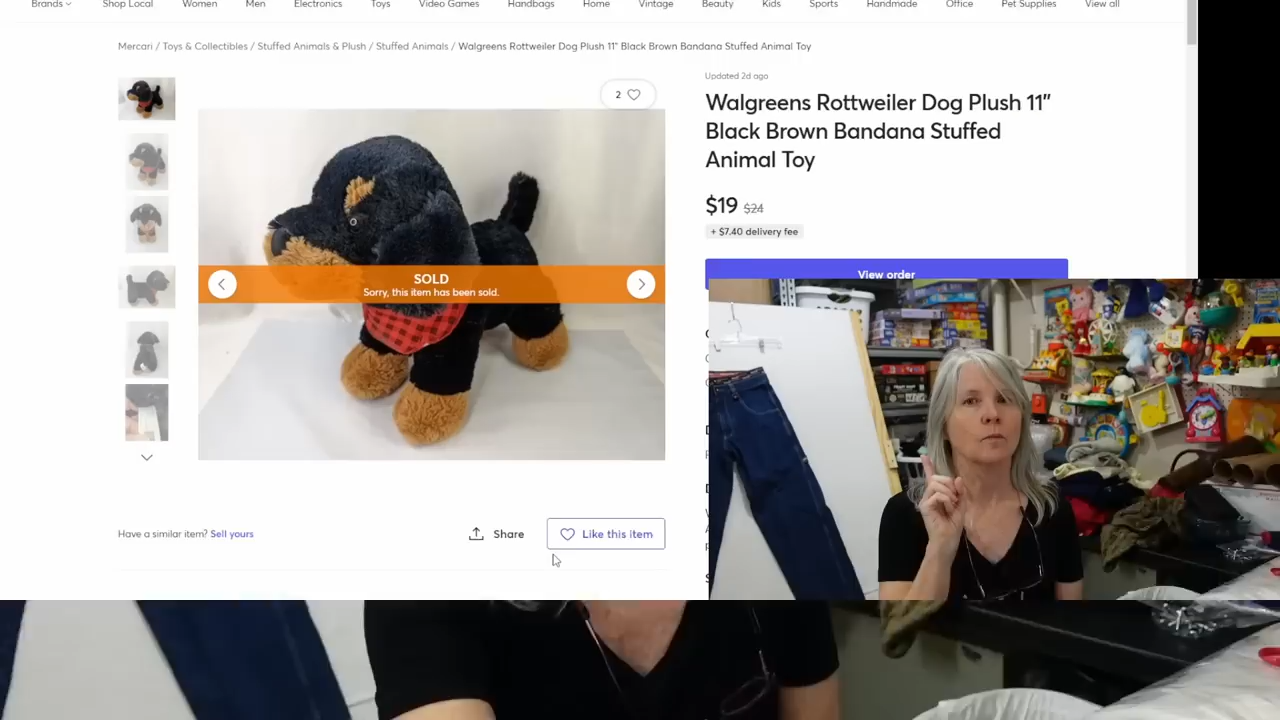 Brands
Shop Local
Women
Men
Electronics
Toys
Video Games
Handbags
Home
Vintage
Beauty
Kids
Sports
Handmade
Office
Pet Supplies
View all
Mercari / Toys & Collectibles / Stuffed Animals & Plush / Stuffed Animals / Walgreens Rottweiler Dog Plush 11" Black Brown Bandana Stuffed Animal Toy
2
SOLD
Sorry, this item has been sold.
Updated 2d ago
Walgreens Rottweiler Dog Plush 11"
Black Brown Bandana Stuffed
Animal Toy
$19 $24
+ $7.40 delivery fee
View order
Have a similar item? Sell yours
Share
Like this item